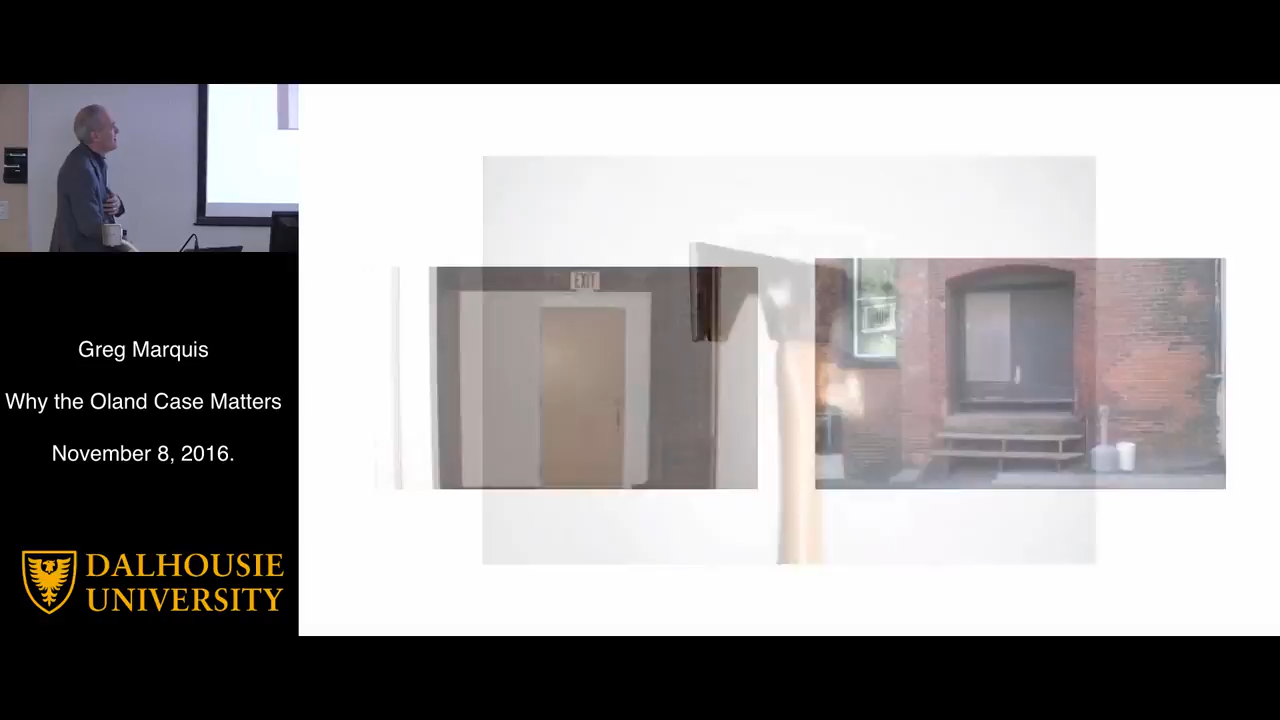 EXIT
Greg Marquis
Why the Oland Case Matters
November 8, 2016.
DALHOUSIE
UNIVERSITY